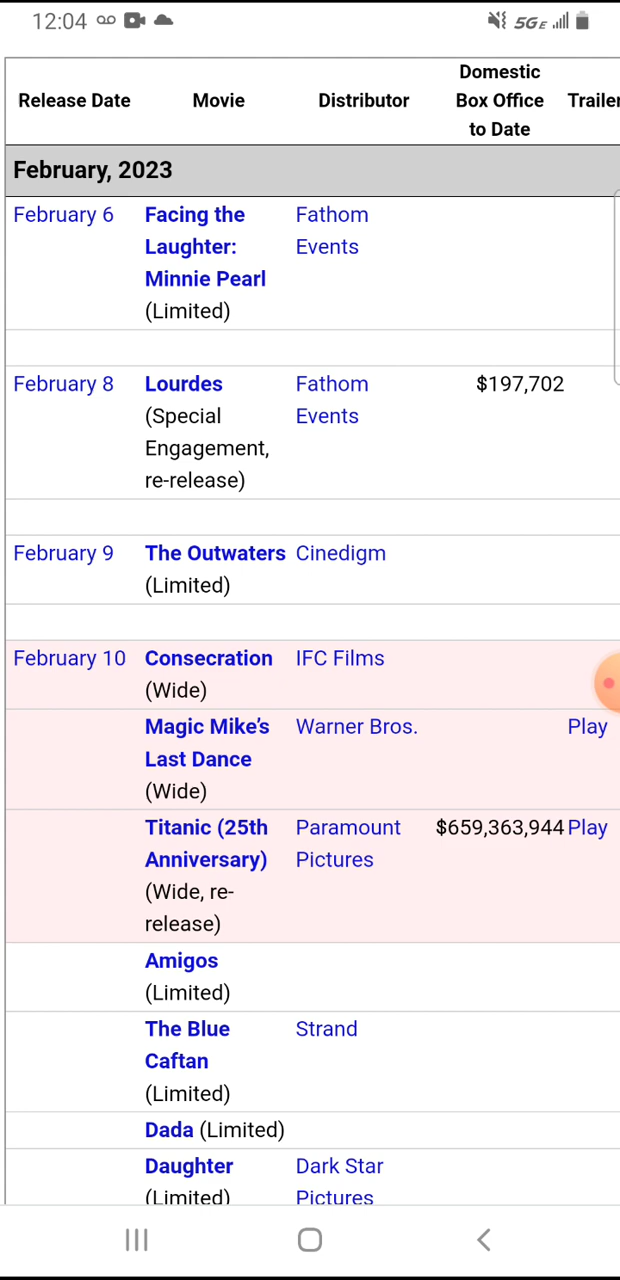 12:04
5GE
Release Date Movie Distributor Domestic Box Office to Date Trailer
February, 2023
February 6 Facing the Fathom
Laughter: Events
Minnie Pearl
(Limited)
February 8 Lourdes Fathom $197,702
(Special Events
Engagement,
re-release)
February 9 The Outwaters Cinedigm
(Limited)
February 10 Consecration IFC Films
(Wide)
Magic Mike's Warner Bros. Play
Last Dance
(Wide)
Titanic (25th Paramount $659,363,944 Play
Anniversary) Pictures
(Wide, re-
release)
Amigos
(Limited)
The Blue Strand
Caftan
(Limited)
Dada (Limited)
Daughter Dark Star
(Limited) Pictures